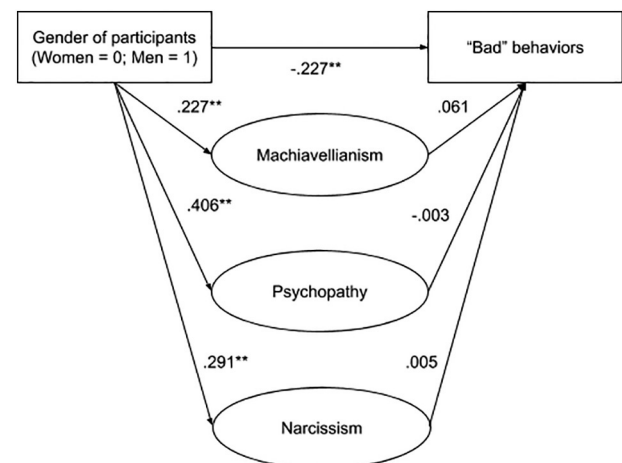 Gender of participants
(Women = 0; Men = 1)
“Bad” behaviors
-.227**
.227**
.061
Machiavellianism
.406**
-.003
Psychopathy
.291**
.005
Narcissism